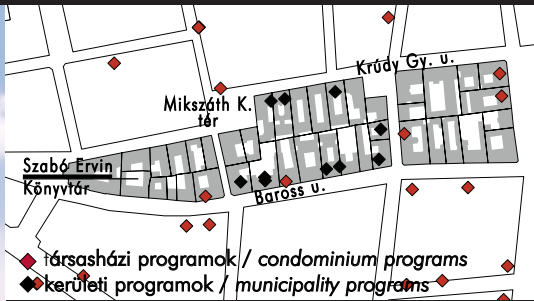 Krúdy Gy. u.
Mikszáth K.
tér
Szabó Ervin
Könyvtár
Baross u.
társasházi programok / condominium programs
kerületi programok / municipality programs